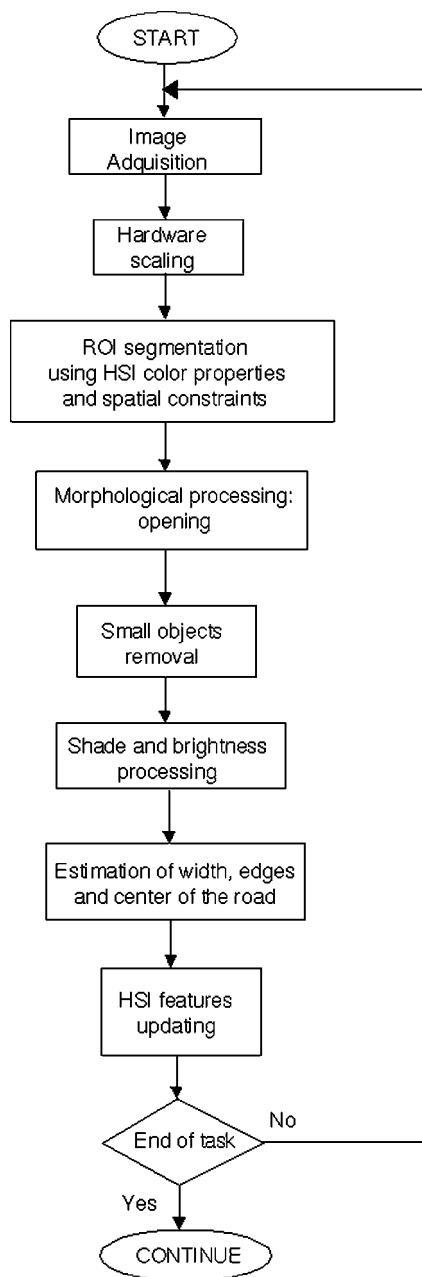 START
Image
Adquisition
Hardware
scaling
ROI segmentation
using HSI color properties
and spatial constraints
Morphological processing:
opening
Small objects
removal
Shade and brightness
processing
Estimation of width, edges
and center of the road
HSI features
updating
End of task
No
Yes
CONTINUE